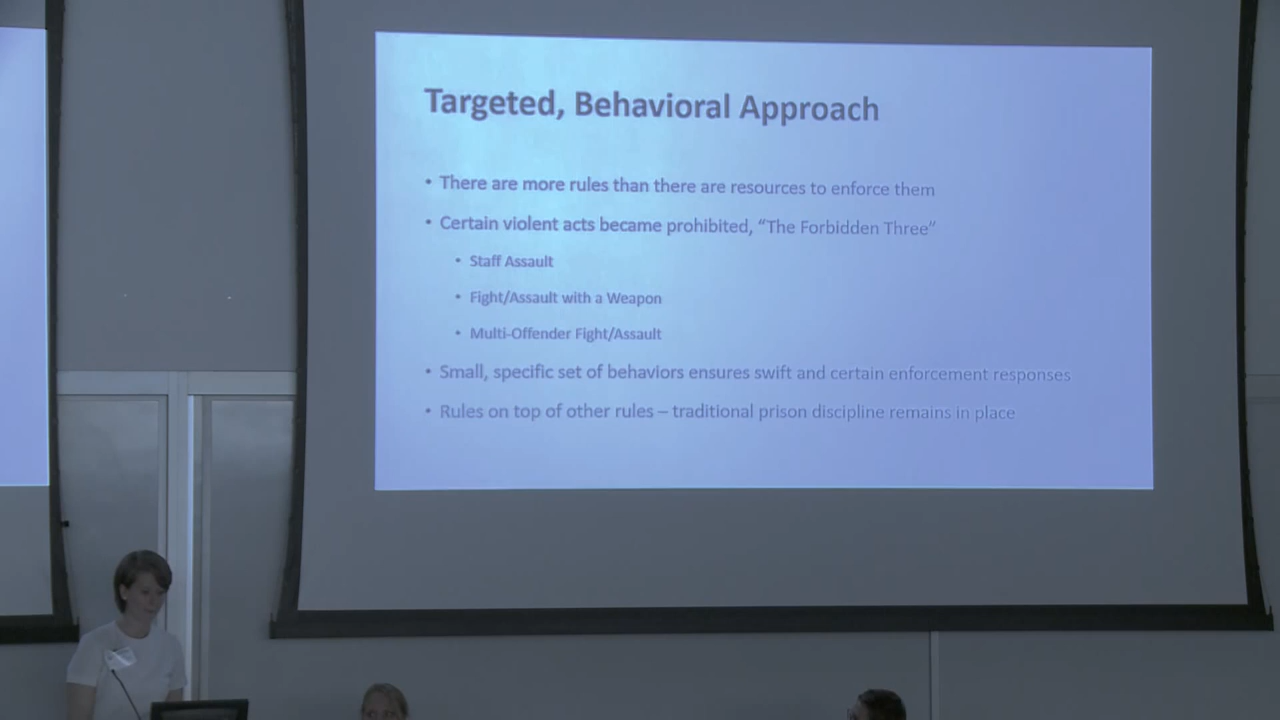 Targeted, Behavioral Approach
• There are more rules than there are resources to enforce them
• Certain violent acts became prohibited, “The Forbidden Three”
• Staff Assault
• Fight/Assault with a Weapon
• Multi-Offender Fight/Assault
• Small, specific set of behaviors ensures swift and certain enforcement responses
• Rules on top of other rules – traditional prison discipline remains in place